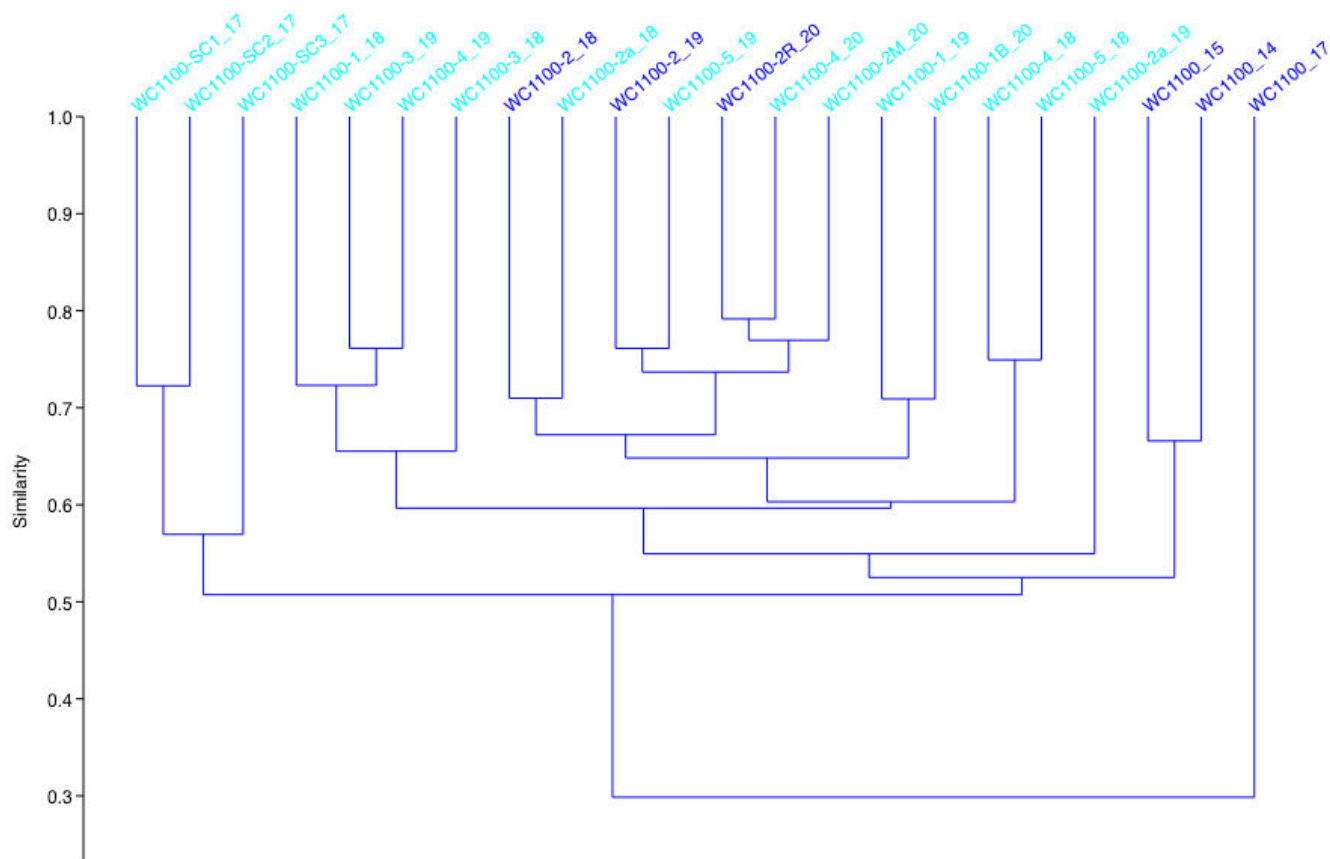 WC1100-SC1_17
WC1100-SC2_17
WC1100-SC3_17
WC1100-1_18
WC1100-3_19
WC1100-4_19
WC1100-3_18
WC1100-2_18
WC1100-2a_18
WC1100-2_19
WC1100-5_19
WC1100-2R_20
WC1100-4_20
WC1100-2M_20
WC1100-1_19
WC1100-1B_20
WC1100-4_18
WC1100-5_18
WC1100-2a_19
WC1100_15
WC1100_14
WC1100_17
1.0
0.9
0.8
0.7
0.6
0.5
0.4
0.3
Similarity